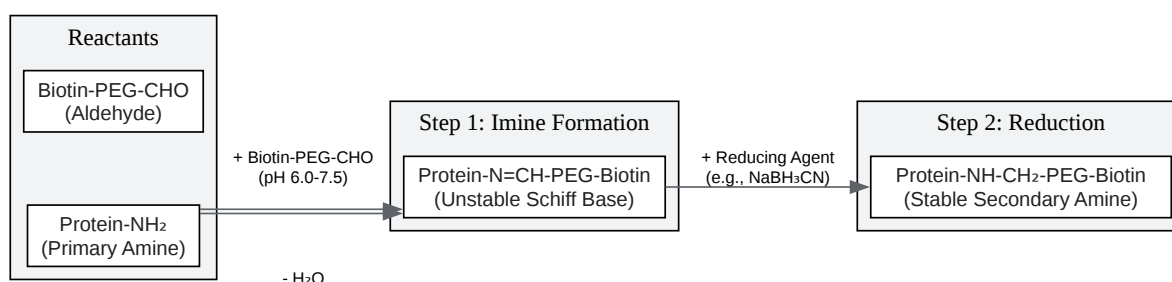 Reactants
Biotin-PEG-CHO
(Aldehyde)
Protein-NH₂
(Primary Amine)
+ Biotin-PEG-CHO
(pH 6.0-7.5)
- H₂O
Step 1: Imine Formation
Protein-N=CH-PEG-Biotin
(Unstable Schiff Base)
+ Reducing Agent
(e.g., NaBH₃CN)
Step 2: Reduction
Protein-NH-CH₂-PEG-Biotin
(Stable Secondary Amine)